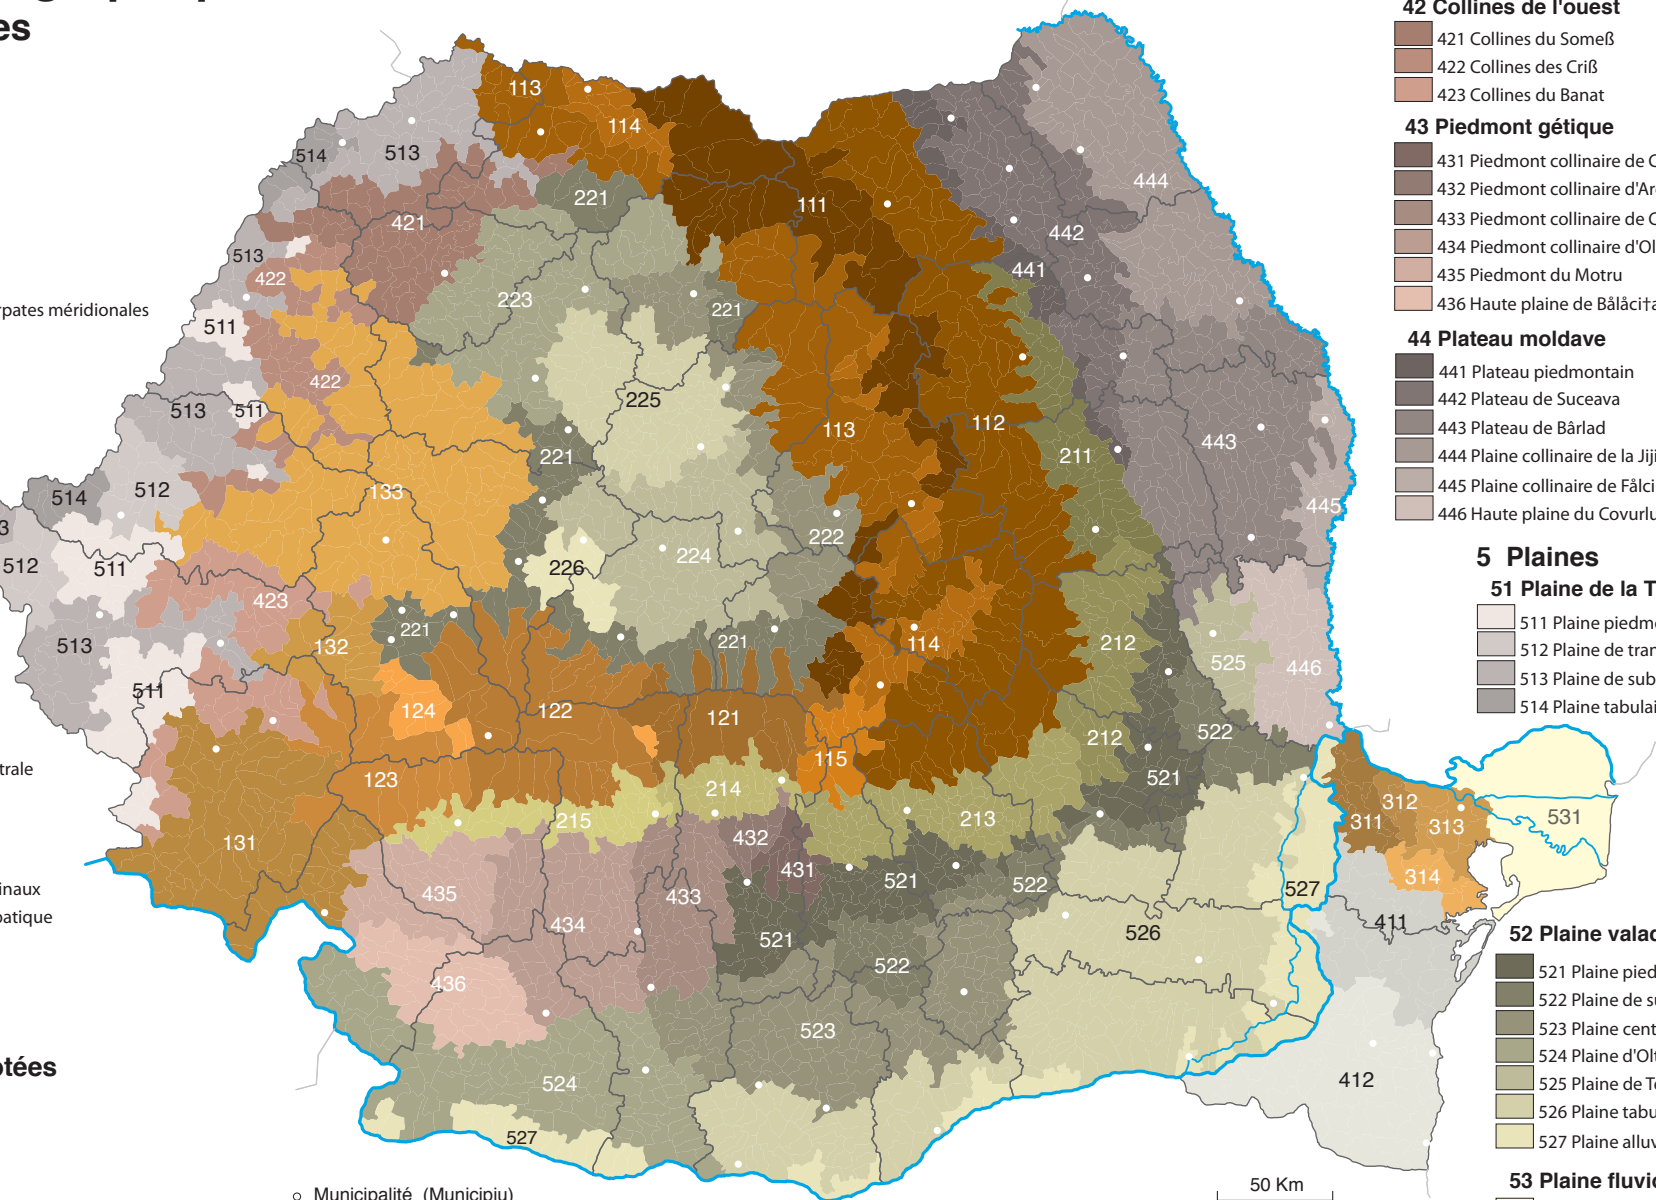 es
42 Collines de l'ouest
421 Collines du Someß
422 Collines des Criß
423 Collines du Banat
43 Piedmont gétique
431 Piedmont collinaire de C
432 Piedmont collinaire d'Ar
433 Piedmont collinaire de C
434 Piedmont collinaire d'Ol
435 Piedmont du Motru
436 Haute plaine de Bâlâci†a
44 Plateau moldave
441 Plateau piedmontain
442 Plateau de Suceava
443 Plateau de Bârlad
444 Plaine collinaire de la Jiji
445 Plaine collinaire de Fålci
446 Haute plaine du Covurlu
5 Plaines
51 Plaine de la T
511 Plaine piedm
512 Plaine de tran
513 Plaine de sub
514 Plaine tabulai
52 Plaine valac
521 Plaine pied
522 Plaine de su
523 Plaine cent
524 Plaine d'Olt
525 Plaine de Te
526 Plaine tabu
527 Plaine alluv
53 Plaine fluvi
rpates méridionales
trale
inaux
patique
otées
Municipalité (Municipiu)
50 Km
113
114
514
513
221
111
444
421
442
513
422
441
223
221
511
422
225
513
511
112
113
443
211
221
514
512
133
445
3
222
512
511
224
226
423
221
513
132
221
114
212
525
446
511
124
122
121
522
212
115
123
521
214
312
311
313
531
215
213
131
432
431
521
522
314
435
433
527
434
521
411
526
522
436
523
524
412
527